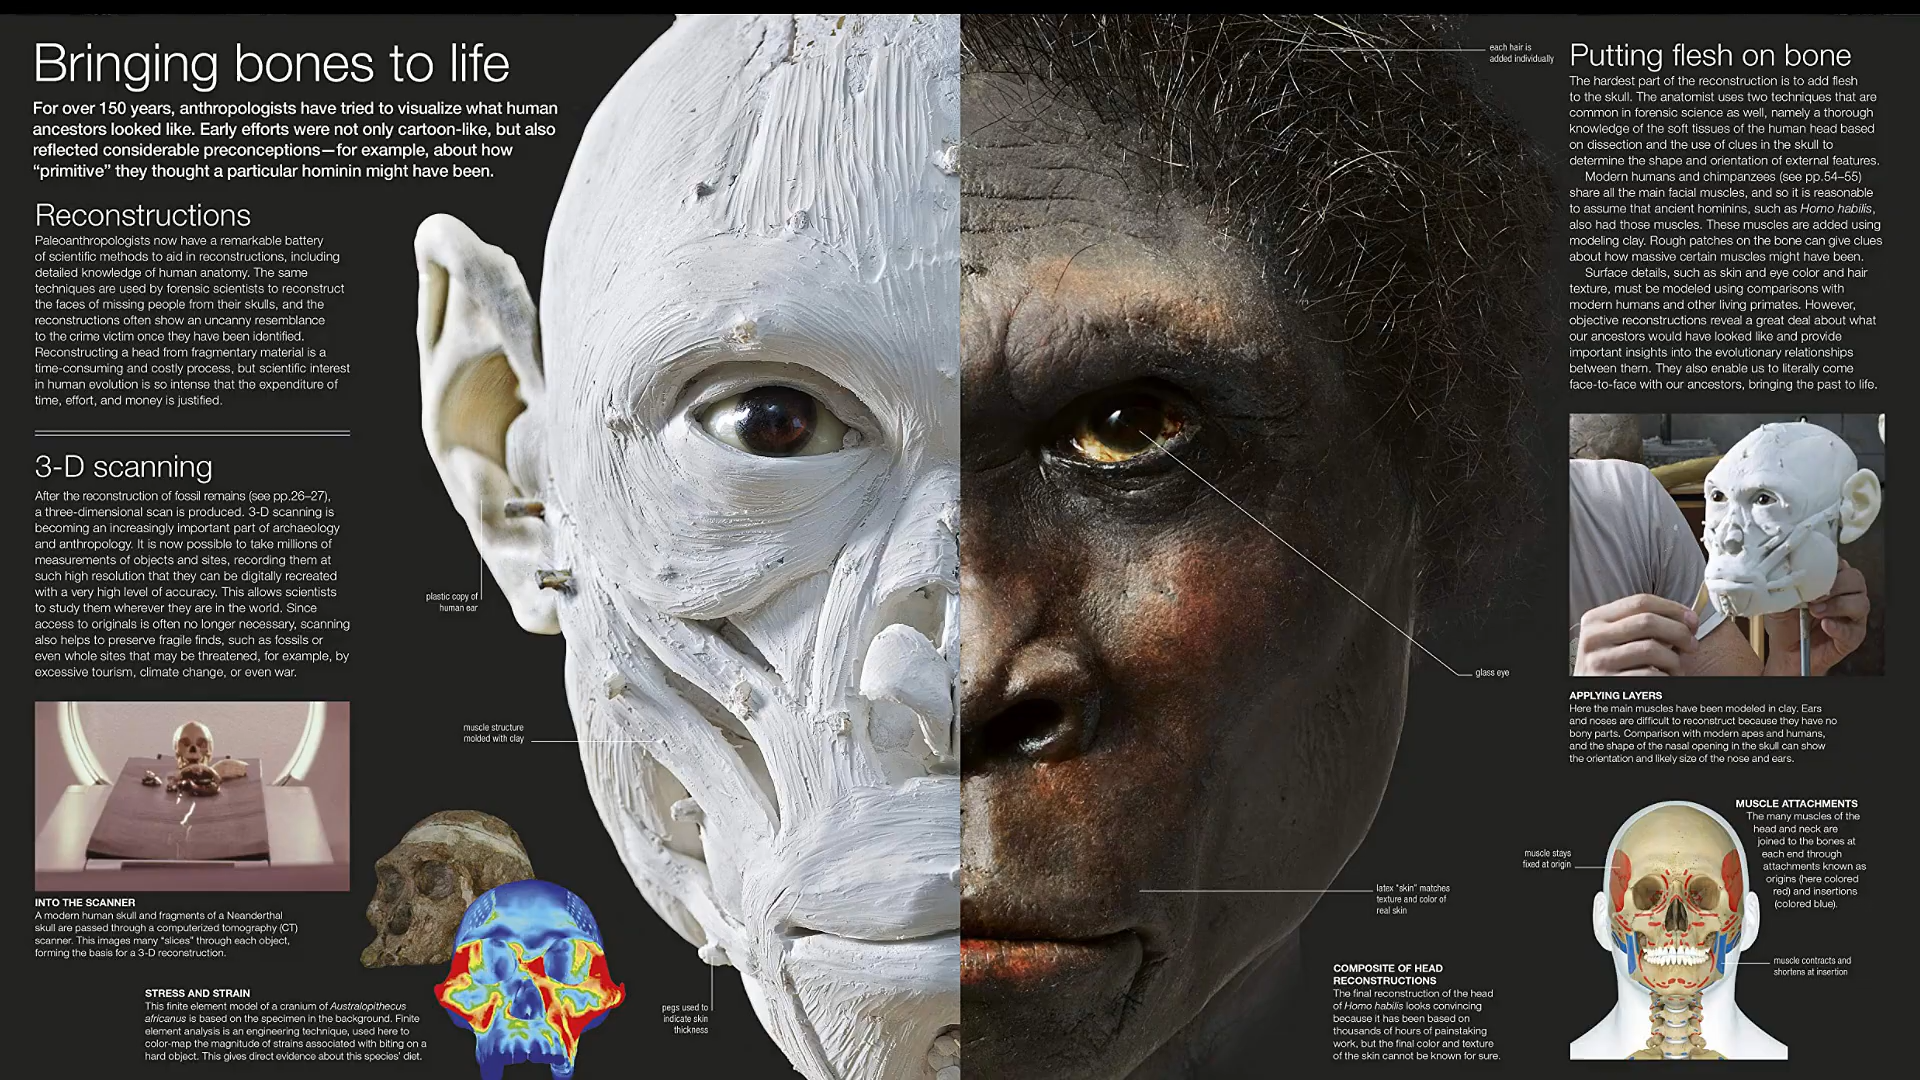 Bringing bones to life
For over 150 years, anthropologists have tried to visualize what human
ancestors looked like. Early efforts were not only cartoon-like, but also
reflected considerable preconceptions—for example, about how
“primitive” they thought a particular hominin might have been.
Reconstructions
Paleoanthropologists now have a remarkable battery
of scientific methods to aid in reconstructions, including
detailed knowledge of human anatomy. The same
techniques are used by forensic scientists to reconstruct
the faces of missing people from their skulls, and the
reconstructions often show an uncanny resemblance
to the crime victim once they have been identified.
Reconstructing a head from fragmentary material is a
time-consuming and costly process, but scientific interest
in human evolution is so intense that the expenditure of
time, effort, and money is justified.
3-D scanning
After the reconstruction of fossil remains (see pp.26–27),
a three-dimensional scan is produced. 3-D scanning is
becoming an increasingly important part of archaeology
and anthropology. It is now possible to take millions of
measurements of objects and sites, recording them at
such high resolution that they can be digitally recreated
with a very high level of accuracy. This allows scientists
to study them wherever they are in the world. Since
access to originals is often no longer necessary, scanning
also helps to preserve fragile finds, such as fossils or
even whole sites that may be threatened, for example, by
excessive tourism, climate change, or even war.
INTO THE SCANNER
A modern human skull and fragments of a Neanderthal
skull are passed through a computerized tomography (CT)
scanner. This images many “slices” through each object,
forming the basis for a 3-D reconstruction.
STRESS AND STRAIN
This finite element model of a cranium of Australopithecus
africanus is based on the specimen in the background. Finite
element analysis is an engineering technique, used here to
color-map the magnitude of strains associated with biting on a
hard object. This gives direct evidence about this species’ diet.
plastic copy of
human ear
muscle structure
molded with clay
pegs used to
indicate skin
thickness
each hair is
added individually
glass eye
latex “skin” matches
texture and color of
real skin
COMPOSITE OF HEAD
RECONSTRUCTIONS
The final reconstruction of the head
of Homo habilis looks convincing
because it has been based on
thousands of hours of painstaking
work, but the final color and texture
of the skin cannot be known for sure.
Putting flesh on bone
The hardest part of the reconstruction is to add flesh
to the skull. The anatomist uses two techniques that are
common in forensic science as well, namely a thorough
knowledge of the soft tissues of the human head based
on dissection and the use of clues in the skull to
determine the shape and orientation of external features.
Modern humans and chimpanzees (see pp.54–55)
share all the main facial muscles, and so it is reasonable
to assume that ancient hominins, such as Homo habilis,
also had those muscles. These muscles are added using
modeling clay. Rough patches on the bone can give clues
about how massive certain muscles might have been.
Surface details, such as skin and eye color and hair
texture, must be modeled using comparisons with
modern humans and other living primates. However,
objective reconstructions reveal a great deal about what
our ancestors would have looked like and provide
important insights into the evolutionary relationships
between them. They also enable us to literally come
face-to-face with our ancestors, bringing the past to life.
APPLYING LAYERS
Here the main muscles have been modeled in clay. Ears
and noses are difficult to reconstruct because they have no
bony parts. Comparison with modern apes and humans,
and the shape of the nasal opening in the skull can show
the orientation and likely size of the nose and ears.
MUSCLE ATTACHMENTS
The many muscles of the
head and neck are
joined to the bones at
each end through
attachments known as
origins (here colored
red) and insertions
(colored blue).
muscle stays
fixed at origin
muscle contracts and
shortens at insertion